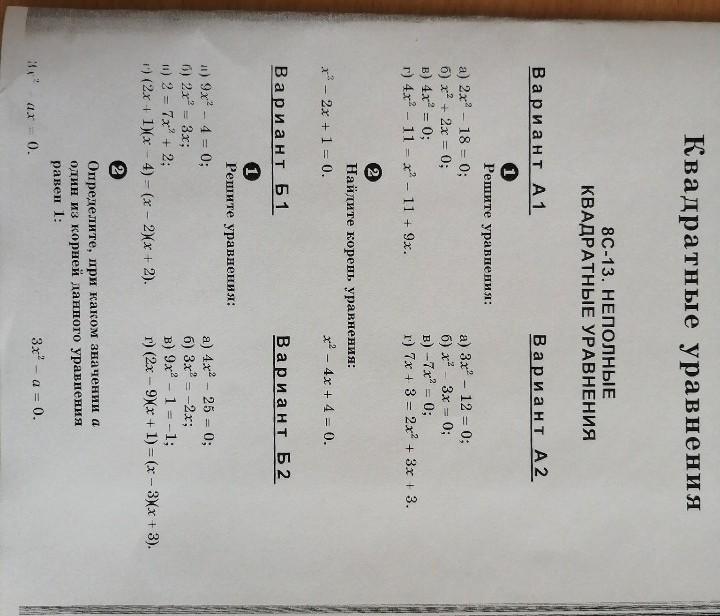 Квадратные уравнения
8С-13. НЕПОЛНЫЕ
КВАДРАТНЫЕ УРАВНЕНИЯ
Вариант А1
Вариант А2
1
Решите уравнения:
а) 2x² − 18 = 0;
б) x² + 2x = 0;
в) 4x² = 0;
г) 4x² − 11 = x² − 11 + 9x.
а) 3x² − 12 = 0;
б) x² − 3x = 0;
в) −7x² = 0;
г) 7x + 3 = 2x² + 3x + 3.
2
Найдите корень уравнения:
x² − 2x + 1 = 0.
x² − 4x + 4 = 0.
Вариант Б1
Вариант Б2
1
Решите уравнения:
а) 9x² − 4 = 0;
б) 2x² = 3x;
в) 2 = 7x² + 2;
г) (2x + 1)(x − 4) = (x − 2)(x + 2).
а) 4x² − 25 = 0;
б) 3x² = −2x;
в) 9x² − 1 = −1;
г) (2x − 9)(x + 1) = (x − 3)(x + 3).
2
Определите, при каком значении а
один из корней данного уравнения
равен 1:
ax = 0.
3x² − a = 0.